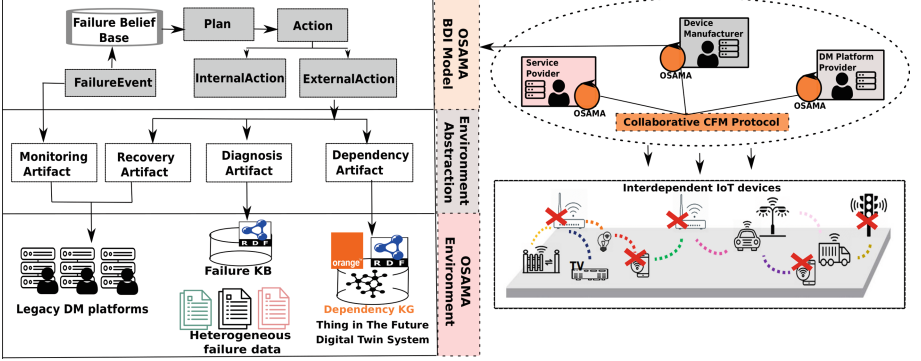 Failure Belief
Base
Plan
Action
FailureEvent
InternalAction
ExternalAction
OSAMA
BDI Model
Monitoring
Artifact
Recovery
Artifact
Diagnosis
Artifact
Dependency
Artifact
Environment
Abstraction
Legacy DM platforms
RDF
Failure KB
Heterogeneous
failure data
orange
RDF
Dependency KG
Thing in The Future
Digital Twin System
OSAMA
Environment
Device
Manufacturer
OSAMA
Service
Povider
OSAMA
DM Platform
Provider
OSAMA
Collaborative CFM Protocol
Interdependent IoT devices
TV